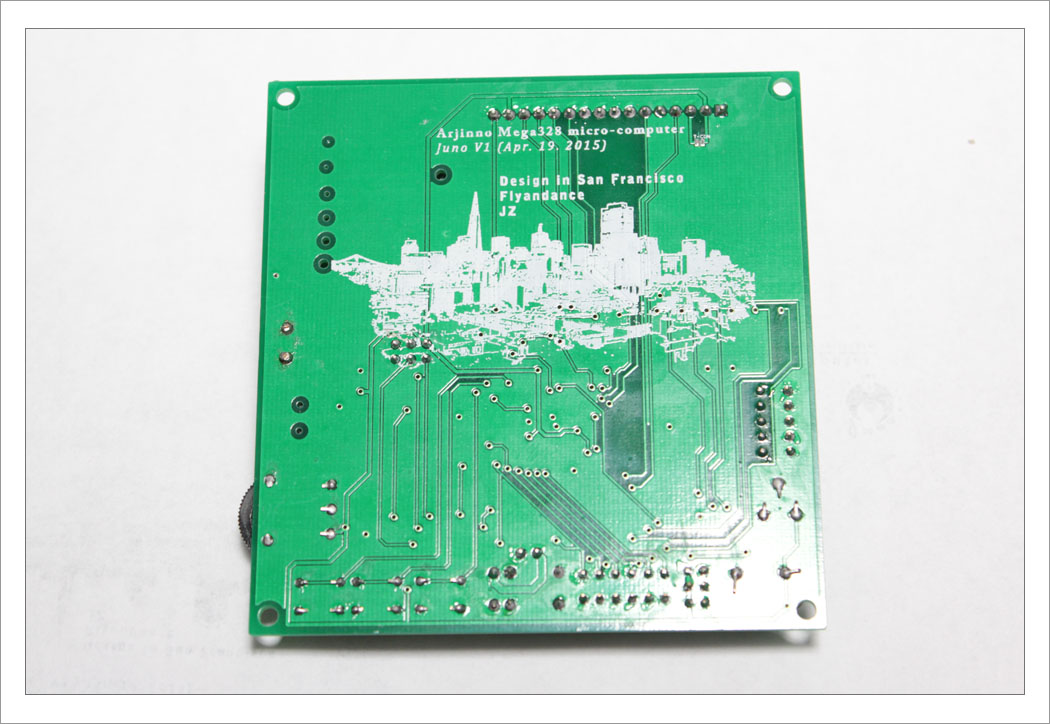 Arjinno Mega328 micro-computer
Juno V1 (Apr. 19. 2015)
Design in San Francisco
Flyandance
JZ